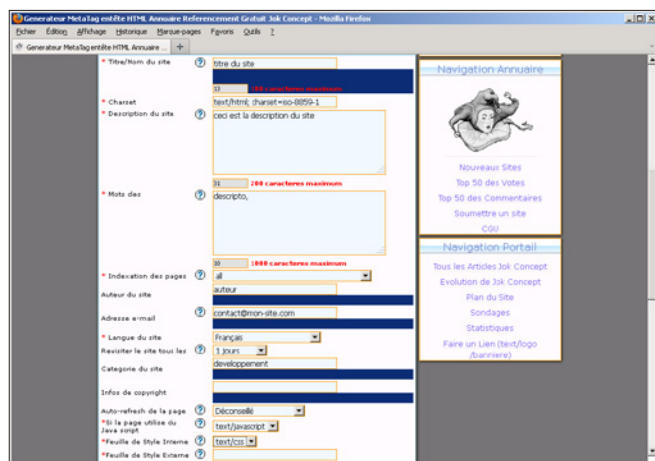 Generateur MetaTag entête HTML Annuaire Referencement Gratuit Jok Concept - Mozilla Firefox
Fichier Édition Affichage Historique Marque-pages Favoris Outils ?
Generateur MetaTag entête HTML Annuaire ...
* Titre/Nom du site
titre du site
100 caracteres maximum
* Charset
text/html; charset=iso-8859-1
* Description du site
ceci est la description du site
31 200 caracteres maximum
* Mots cles
descripto,
10 1000 caracteres maximum
* Indexation des pages
all
Auteur du site
auteur
Adresse e-mail
contact@mon-site.com
* Langue du site
Français
Revisiter le site tous les
1 jours
Categorie du site
developpement
Infos de copyright
Auto-refresh de la page
Déconseillé
*Si la page utilise du
Java script
text/javascript
*Feuille de Style Interne
text/css
*Feuille de Style Externe
Navigation Annuaire
Nouveaux Sites
Top 50 des Votes
Top 50 des Commentaires
Soumettre un site
CGU
Navigation Portail
Tous les Articles Jok Concept
Evolution de Jok Concept
Plan du Site
Sondages
Statistiques
Faire un Lien (text/logo
/banniere)